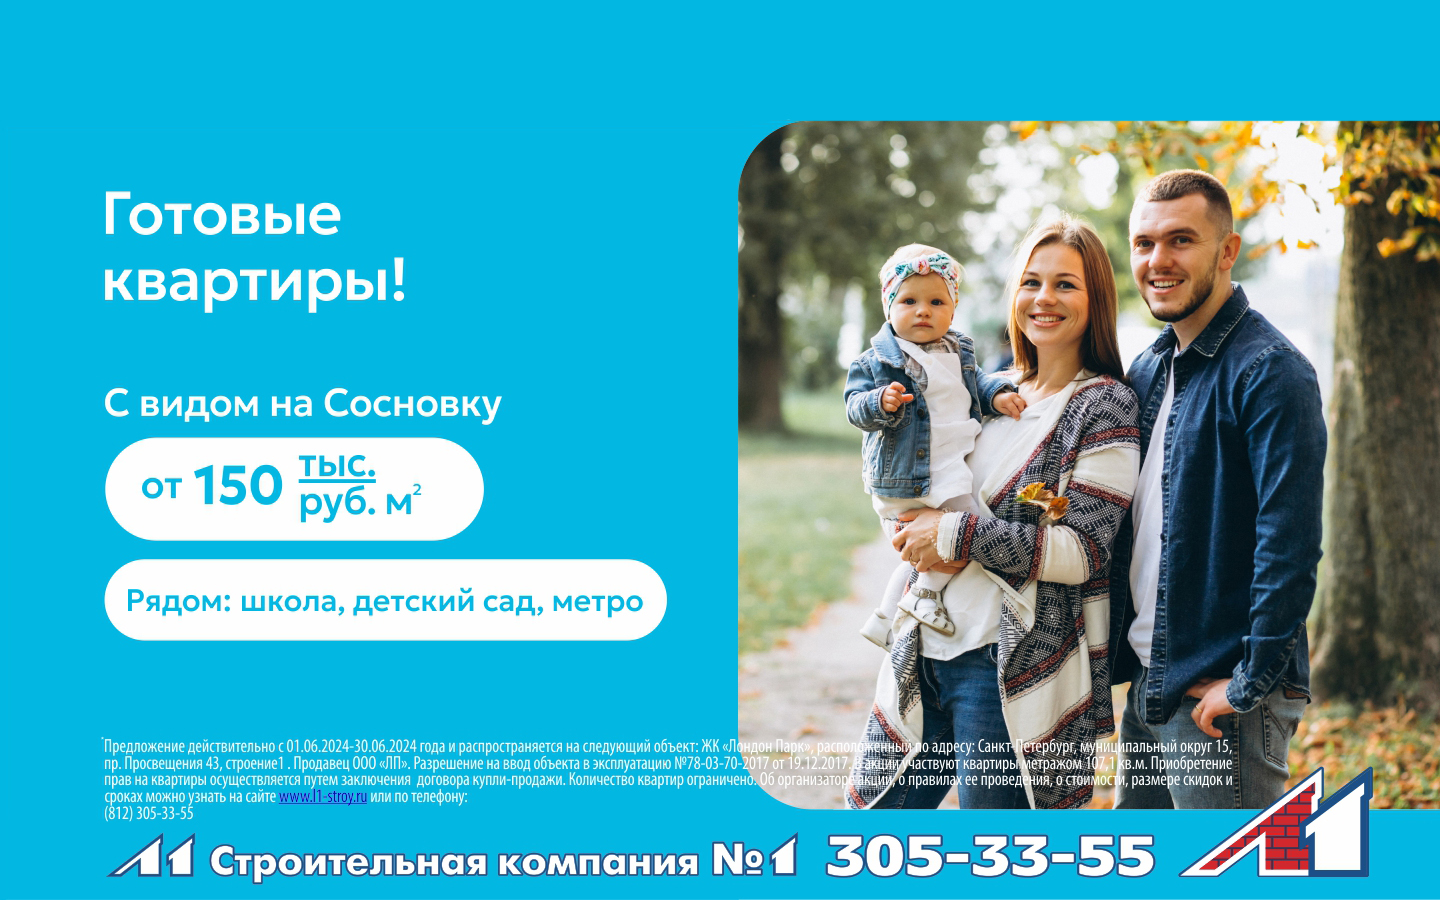 Готовые
квартиры!
С видом на Сосновку
от 150 тыс.
руб. м²
Рядом: школа, детский сад, метро
*Предложение действительно с 01.06.2024-30.06.2024 года и распространяется на следующий объект: ЖК «Лондон Парк», расположенный по адресу: Санкт-Петербург, муниципальный округ 15,
пр. Просвещения 43, строение1 . Продавец ООО «ЛП». Разрешение на ввод объекта в эксплуатацию №78-03-70-2017 от 19.12.2017. В акции участвуют квартиры метражом 107,1 кв.м. Приобретение
прав на квартиры осуществляется путем заключения договора купли-продажи. Количество квартир ограничено. Об организаторе акции, о правилах ее проведения, о стоимости, размере скидок и
сроках можно узнать на сайте www.l1-stroy.ru или по телефону:
(812) 305-33-55
Л1 Строительная компания №1 305-33-55 Л1